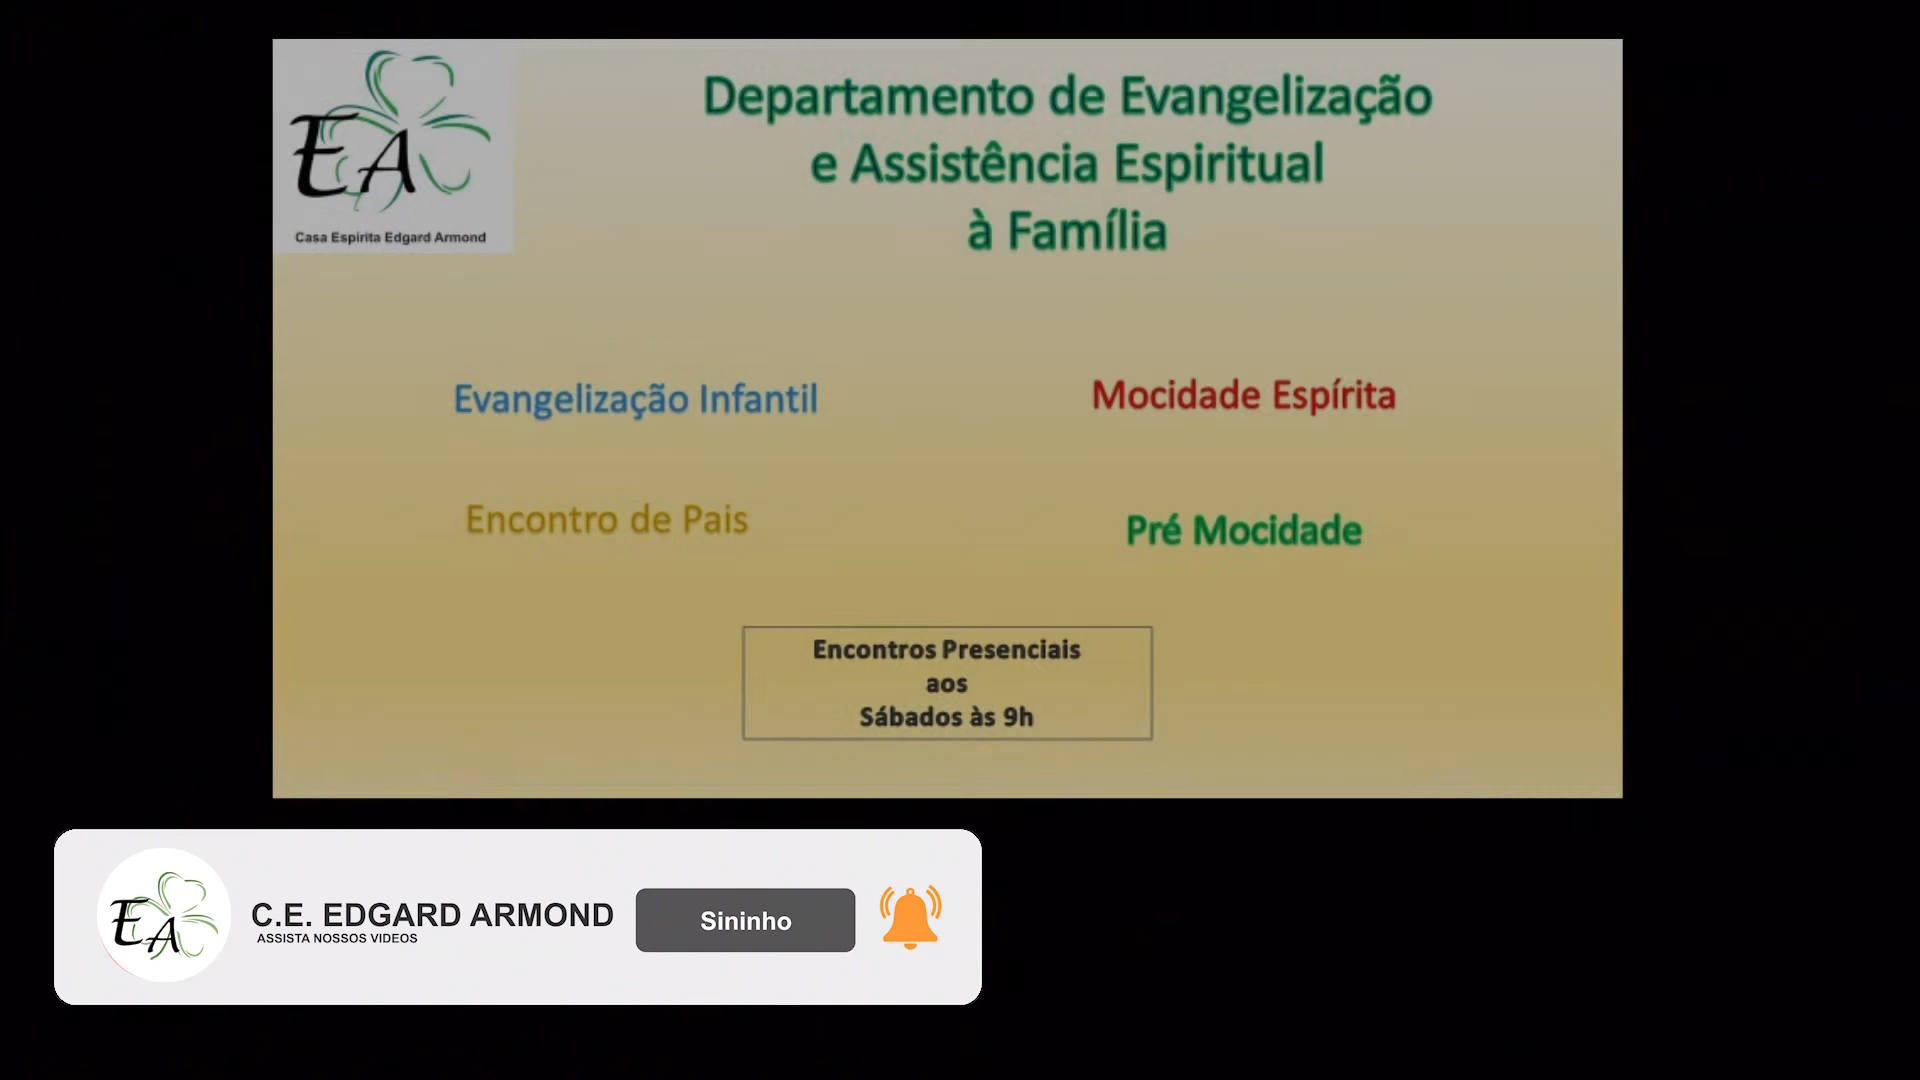 EA
Casa Espírita Edgard Armond
Departamento de Evangelização
e Assistência Espiritual
à Família
Evangelização Infantil
Mocidade Espírita
Encontro de Pais
Pré Mocidade
Encontros Presenciais
aos
Sábados às 9h
EA
C.E. EDGARD ARMOND
ASSISTA NOSSOS VIDEOS
Sininho